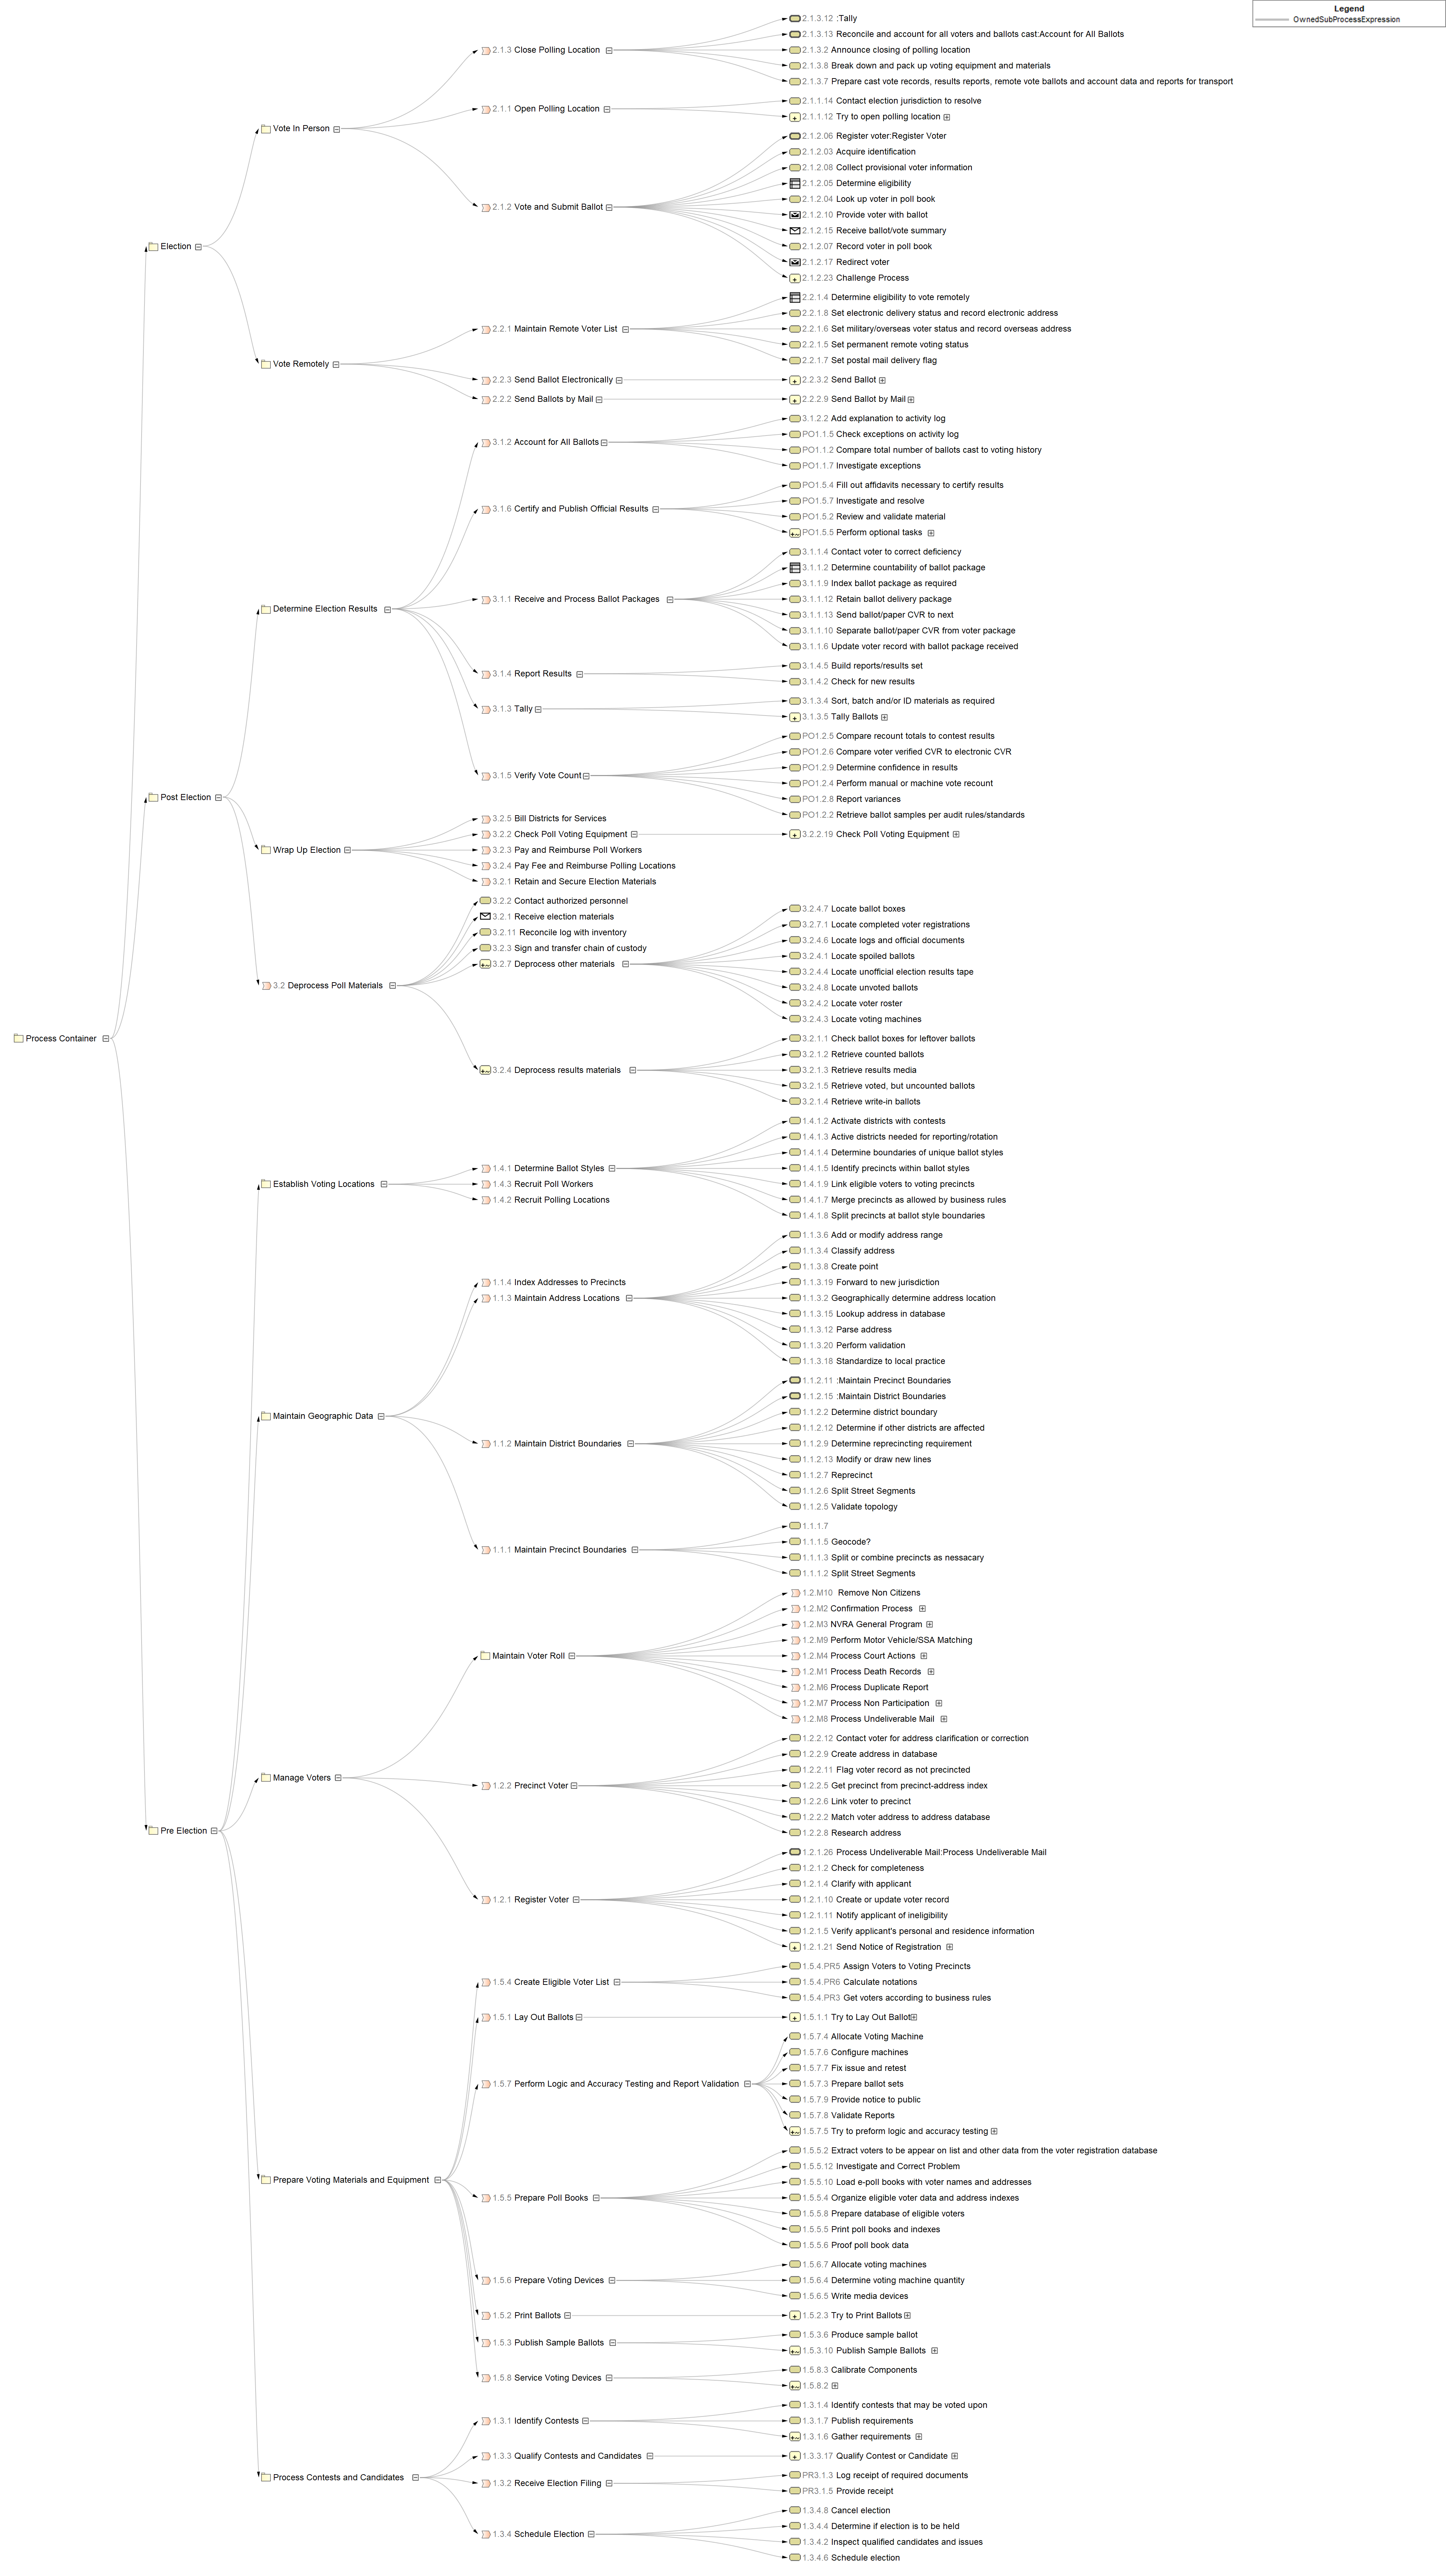 Legend
OwnedSubProcessExpression
Process Container
Election
Vote In Person
2.1.3 Close Polling Location
2.1.3.12 :Tally
2.1.3.13 Reconcile and account for all voters and ballots cast:Account for All Ballots
2.1.3.2 Announce closing of polling location
2.1.3.8 Break down and pack up voting equipment and materials
2.1.3.7 Prepare cast vote records, results reports, remote vote ballots and account data and reports for transport
2.1.1 Open Polling Location
2.1.1.14 Contact election jurisdiction to resolve
2.1.1.12 Try to open polling location
2.1.2 Vote and Submit Ballot
2.1.2.06 Register voter:Register Voter
2.1.2.03 Acquire identification
2.1.2.08 Collect provisional voter information
2.1.2.05 Determine eligibility
2.1.2.04 Look up voter in poll book
2.1.2.10 Provide voter with ballot
2.1.2.15 Receive ballot/vote summary
2.1.2.07 Record voter in poll book
2.1.2.17 Redirect voter
2.1.2.23 Challenge Process
Vote Remotely
2.2.1 Maintain Remote Voter List
2.2.1.4 Determine eligibility to vote remotely
2.2.1.8 Set electronic delivery status and record electronic address
2.2.1.6 Set military/overseas voter status and record overseas address
2.2.1.5 Set permanent remote voting status
2.2.1.7 Set postal mail delivery flag
2.2.3 Send Ballot Electronically
2.2.3.2 Send Ballot
2.2.2 Send Ballots by Mail
2.2.2.9 Send Ballot by Mail
Post Election
Determine Election Results
3.1.2 Account for All Ballots
3.1.2.2 Add explanation to activity log
PO1.1.5 Check exceptions on activity log
PO1.1.2 Compare total number of ballots cast to voting history
PO1.1.7 Investigate exceptions
3.1.6 Certify and Publish Official Results
PO1.5.4 Fill out affidavits necessary to certify results
PO1.5.7 Investigate and resolve
PO1.5.2 Review and validate material
PO1.5.5 Perform optional tasks
3.1.1 Receive and Process Ballot Packages
3.1.1.4 Contact voter to correct deficiency
3.1.1.2 Determine countability of ballot package
3.1.1.9 Index ballot package as required
3.1.1.12 Retain ballot delivery package
3.1.1.13 Send ballot/paper CVR to next
3.1.1.10 Separate ballot/paper CVR from voter package
3.1.1.6 Update voter record with ballot package received
3.1.4 Report Results
3.1.4.5 Build reports/results set
3.1.4.2 Check for new results
3.1.3 Tally
3.1.3.4 Sort, batch and/or ID materials as required
3.1.3.5 Tally Ballots
3.1.5 Verify Vote Count
PO1.2.5 Compare recount totals to contest results
PO1.2.6 Compare voter verified CVR to electronic CVR
PO1.2.9 Determine confidence in results
PO1.2.4 Perform manual or machine vote recount
PO1.2.8 Report variances
PO1.2.2 Retrieve ballot samples per audit rules/standards
Wrap Up Election
3.2.5 Bill Districts for Services
3.2.2 Check Poll Voting Equipment
3.2.2.19 Check Poll Voting Equipment
3.2.3 Pay and Reimburse Poll Workers
3.2.4 Pay Fee and Reimburse Polling Locations
3.2.1 Retain and Secure Election Materials
3.2 Deprocess Poll Materials
3.2.2 Contact authorized personnel
3.2.1 Receive election materials
3.2.11 Reconcile log with inventory
3.2.3 Sign and transfer chain of custody
3.2.7 Deprocess other materials
3.2.4.7 Locate ballot boxes
3.2.7.1 Locate completed voter registrations
3.2.4.6 Locate logs and official documents
3.2.4.1 Locate spoiled ballots
3.2.4.4 Locate unofficial election results tape
3.2.4.8 Locate unvoted ballots
3.2.4.2 Locate voter roster
3.2.4.3 Locate voting machines
3.2.4 Deprocess results materials
3.2.1.1 Check ballot boxes for leftover ballots
3.2.1.2 Retrieve counted ballots
3.2.1.3 Retrieve results media
3.2.1.5 Retrieve voted, but uncounted ballots
3.2.1.4 Retrieve write-in ballots
Pre Election
Establish Voting Locations
1.4.1 Determine Ballot Styles
1.4.1.2 Activate districts with contests
1.4.1.3 Active districts needed for reporting/rotation
1.4.1.4 Determine boundaries of unique ballot styles
1.4.1.5 Identify precincts within ballot styles
1.4.1.9 Link eligible voters to voting precincts
1.4.1.7 Merge precincts as allowed by business rules
1.4.1.8 Split precincts at ballot style boundaries
1.4.3 Recruit Poll Workers
1.4.2 Recruit Polling Locations
Maintain Geographic Data
1.1.4 Index Addresses to Precincts
1.1.3 Maintain Address Locations
1.1.3.6 Add or modify address range
1.1.3.4 Classify address
1.1.3.8 Create point
1.1.3.19 Forward to new jurisdiction
1.1.3.2 Geographically determine address location
1.1.3.15 Lookup address in database
1.1.3.12 Parse address
1.1.3.20 Perform validation
1.1.3.18 Standardize to local practice
1.1.2 Maintain District Boundaries
1.1.2.11 :Maintain Precinct Boundaries
1.1.2.15 :Maintain District Boundaries
1.1.2.2 Determine district boundary
1.1.2.12 Determine if other districts are affected
1.1.2.9 Determine reprecincting requirement
1.1.2.13 Modify or draw new lines
1.1.2.7 Reprecinct
1.1.2.6 Split Street Segments
1.1.2.5 Validate topology
1.1.1 Maintain Precinct Boundaries
1.1.1.7
1.1.1.5 Geocode?
1.1.1.3 Split or combine precincts as nessacary
1.1.1.2 Split Street Segments
Manage Voters
Maintain Voter Roll
1.2.M10 Remove Non Citizens
1.2.M2 Confirmation Process
1.2.M3 NVRA General Program
1.2.M9 Perform Motor Vehicle/SSA Matching
1.2.M4 Process Court Actions
1.2.M1 Process Death Records
1.2.M6 Process Duplicate Report
1.2.M7 Process Non Participation
1.2.M8 Process Undeliverable Mail
1.2.2 Precinct Voter
1.2.2.12 Contact voter for address clarification or correction
1.2.2.9 Create address in database
1.2.2.11 Flag voter record as not precincted
1.2.2.5 Get precinct from precinct-address index
1.2.2.6 Link voter to precinct
1.2.2.2 Match voter address to address database
1.2.2.8 Research address
1.2.1 Register Voter
1.2.1.26 Process Undeliverable Mail:Process Undeliverable Mail
1.2.1.2 Check for completeness
1.2.1.4 Clarify with applicant
1.2.1.10 Create or update voter record
1.2.1.11 Notify applicant of ineligibility
1.2.1.5 Verify applicant's personal and residence information
1.2.1.21 Send Notice of Registration
Prepare Voting Materials and Equipment
1.5.4 Create Eligible Voter List
1.5.4.PR5 Assign Voters to Voting Precincts
1.5.4.PR6 Calculate notations
1.5.4.PR3 Get voters according to business rules
1.5.1 Lay Out Ballots
1.5.1.1 Try to Lay Out Ballot
1.5.7 Perform Logic and Accuracy Testing and Report Validation
1.5.7.4 Allocate Voting Machine
1.5.7.6 Configure machines
1.5.7.7 Fix issue and retest
1.5.7.3 Prepare ballot sets
1.5.7.9 Provide notice to public
1.5.7.8 Validate Reports
1.5.7.5 Try to preform logic and accuracy testing
1.5.5 Prepare Poll Books
1.5.5.2 Extract voters to be appear on list and other data from the voter registration database
1.5.5.12 Investigate and Correct Problem
1.5.5.10 Load e-poll books with voter names and addresses
1.5.5.4 Organize eligible voter data and address indexes
1.5.5.8 Prepare database of eligible voters
1.5.5.5 Print poll books and indexes
1.5.5.6 Proof poll book data
1.5.6 Prepare Voting Devices
1.5.6.7 Allocate voting machines
1.5.6.4 Determine voting machine quantity
1.5.6.5 Write media devices
1.5.2 Print Ballots
1.5.2.3 Try to Print Ballots
1.5.3 Publish Sample Ballots
1.5.3.6 Produce sample ballot
1.5.3.10 Publish Sample Ballots
1.5.8 Service Voting Devices
1.5.8.3 Calibrate Components
1.5.8.2
Process Contests and Candidates
1.3.1 Identify Contests
1.3.1.4 Identify contests that may be voted upon
1.3.1.7 Publish requirements
1.3.1.6 Gather requirements
1.3.3 Qualify Contests and Candidates
1.3.3.17 Qualify Contest or Candidate
1.3.2 Receive Election Filing
PR3.1.3 Log receipt of required documents
PR3.1.5 Provide receipt
1.3.4 Schedule Election
1.3.4.8 Cancel election
1.3.4.4 Determine if election is to be held
1.3.4.2 Inspect qualified candidates and issues
1.3.4.6 Schedule election